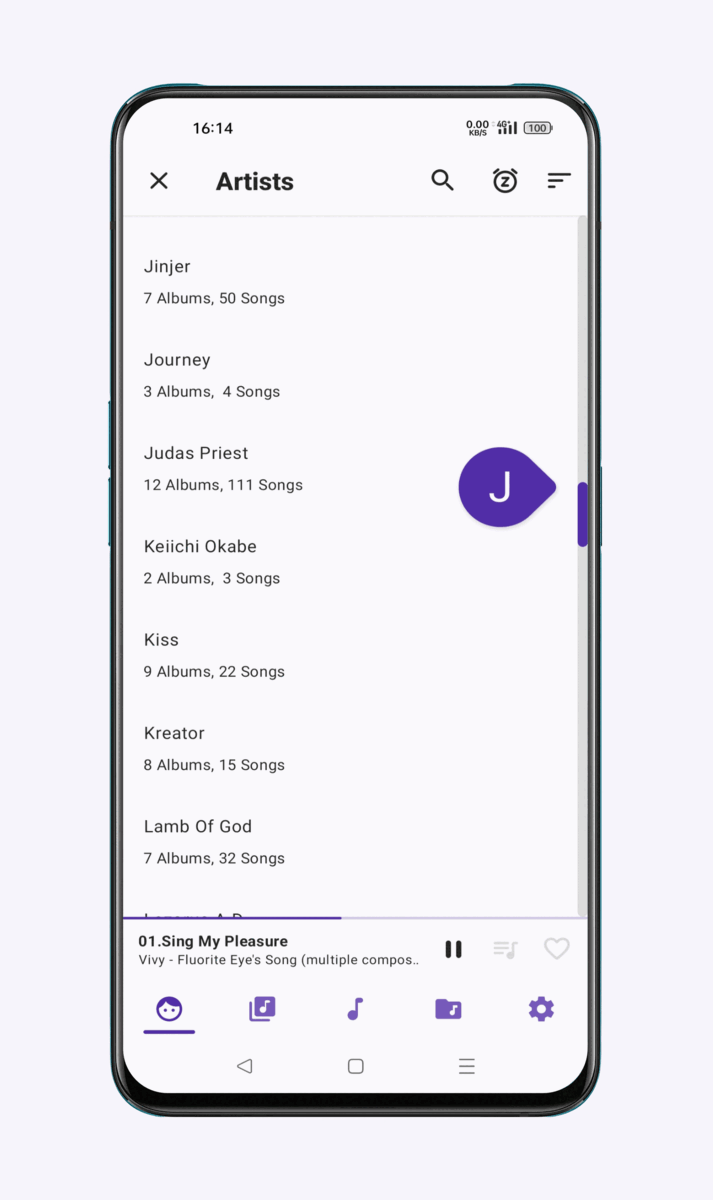 16:14
0.00 KB/S 4G+ 100
Artists
Z
Jinjer
7 Albums, 50 Songs
Journey
3 Albums,  4 Songs
Judas Priest
12 Albums, 111 Songs
J
Keiichi Okabe
2 Albums,  3 Songs
Kiss
9 Albums, 22 Songs
Kreator
8 Albums, 15 Songs
Lamb Of God
7 Albums, 32 Songs
01.Sing My Pleasure
Vivy - Fluorite Eye's Song (multiple compos..